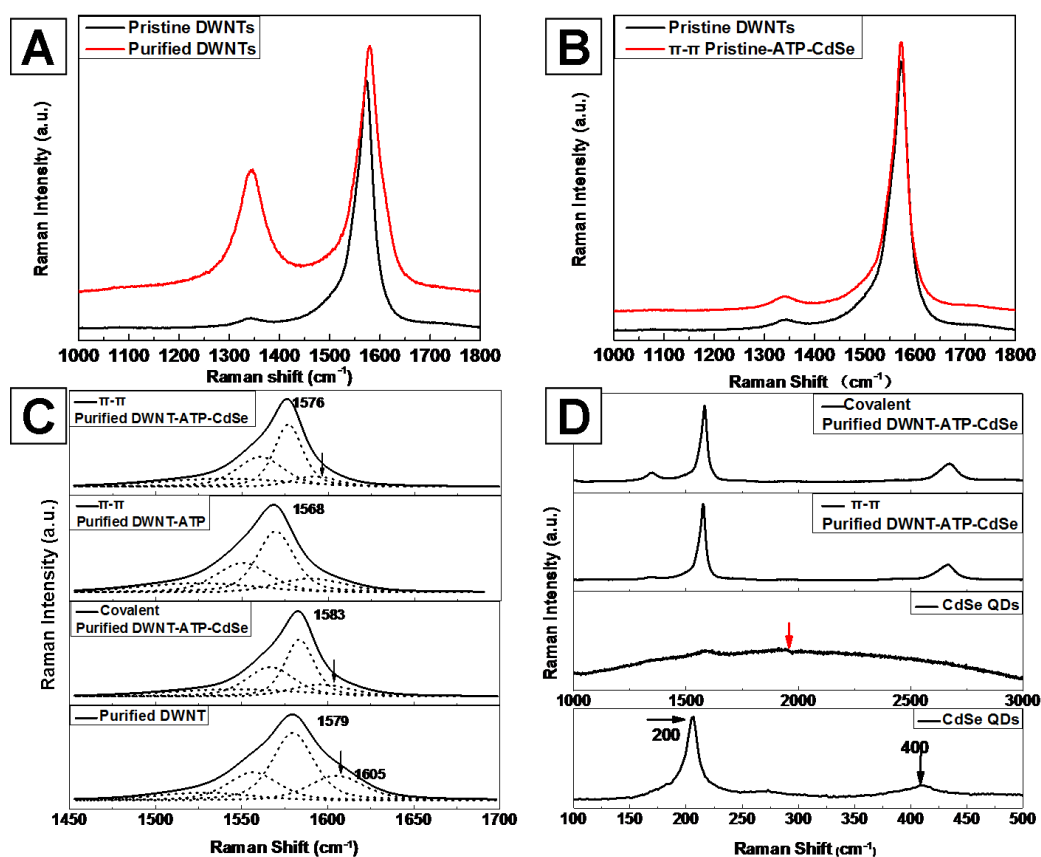 A
Pristine DWNTs
Purified DWNTs
Raman Intensity (a.u.)
1000 1100 1200 1300 1400 1500 1600 1700 1800
Raman shift (cm⁻¹)
B
Pristine DWNTs
π-π Pristine-ATP-CdSe
Raman Intensity (a.u.)
1000 1100 1200 1300 1400 1500 1600 1700 1800
Raman Shift (cm⁻¹)
C
π-π
Purified DWNT-ATP-CdSe
1576
π-π
Purified DWNT-ATP
1568
Covalent
Purified DWNT-ATP-CdSe
1583
Purified DWNT
1579
1605
Raman Intensity (a.u.)
1450 1500 1550 1600 1650 1700
Raman Shift (cm⁻¹)
D
Covalent
Purified DWNT-ATP-CdSe
π-π
Purified DWNT-ATP-CdSe
CdSe QDs
1000 1500 2000 2500 3000
CdSe QDs
200
400
Raman Intensity (a.u.)
100 150 200 250 300 350 400 450 500
Raman Shift (cm⁻¹)